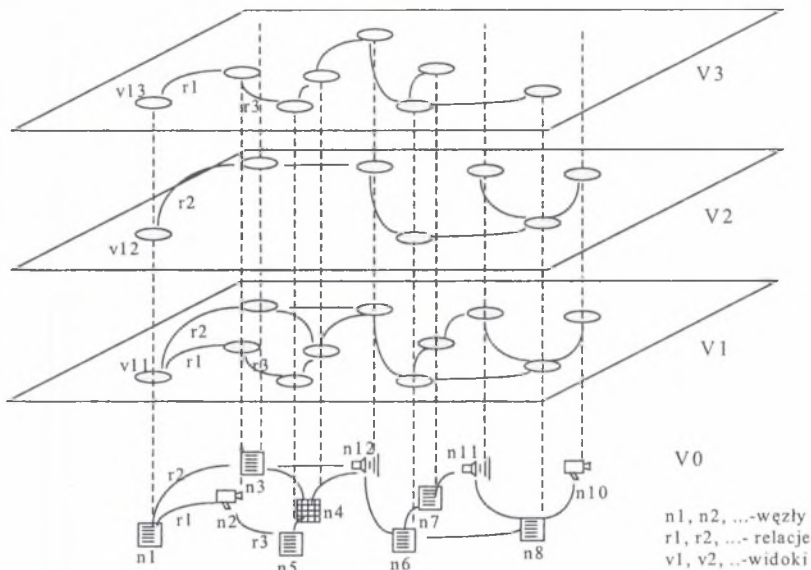 v13
r1
r3
V3
r2
v12
V2
r2
v11
r1
r3
V1
n12
n11
V0
r2
n3
n10
r1
n2
n4
n7
n1
r3
n5
n6
n8
n1, n2, ...-węzły
r1, r2, ...- relacje
v1, v2, ..- widoki